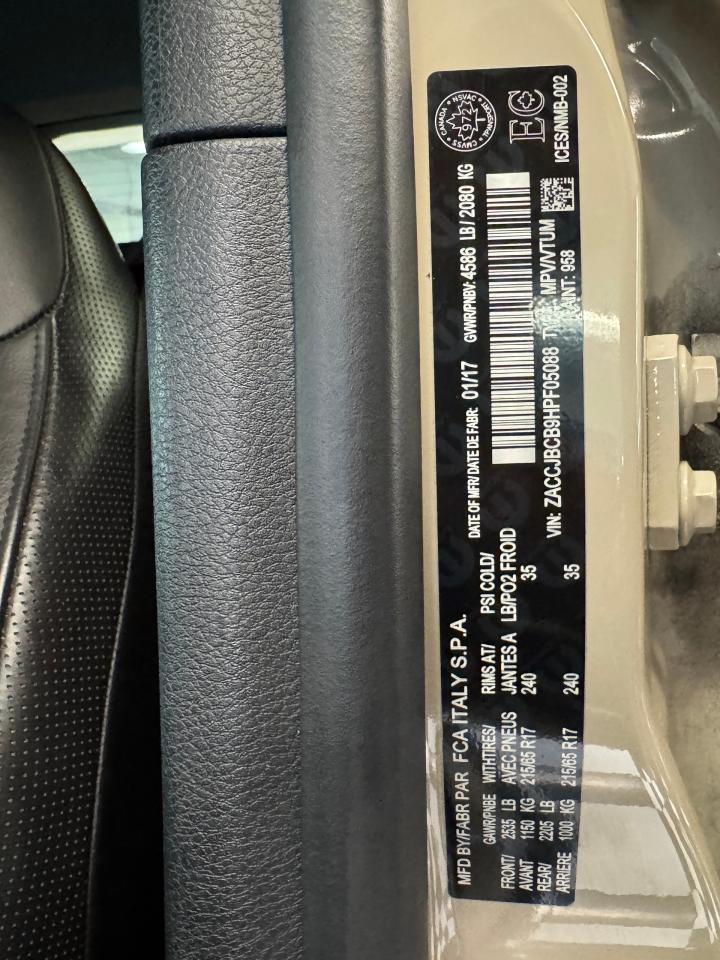 MFD BY/FABR PAR FCA ITALY S.P.A.
DATE OF MFR/DATE DE FABR: 01/17 GVWR/PNBV: 4586 LB/ 2080 KG
GAWR/PNBE WITHTIRES/ RIMS AT/ PSI COLD/
FRONT/ 2535 LB AVEC PNEUS JANTES A LB/PO2 FROID
AVANT 1150 KG 215/65 R17 240 35
REAR/ 2205 LB
ARRIERE 1000 KG 215/65 R17 240 35
VIN: ZACCJBCB9HPF05088 MPV/VTUM
958
CANADA NSVAC
972
CMVSS TRANSPORT
EC
ICES/NMB-002